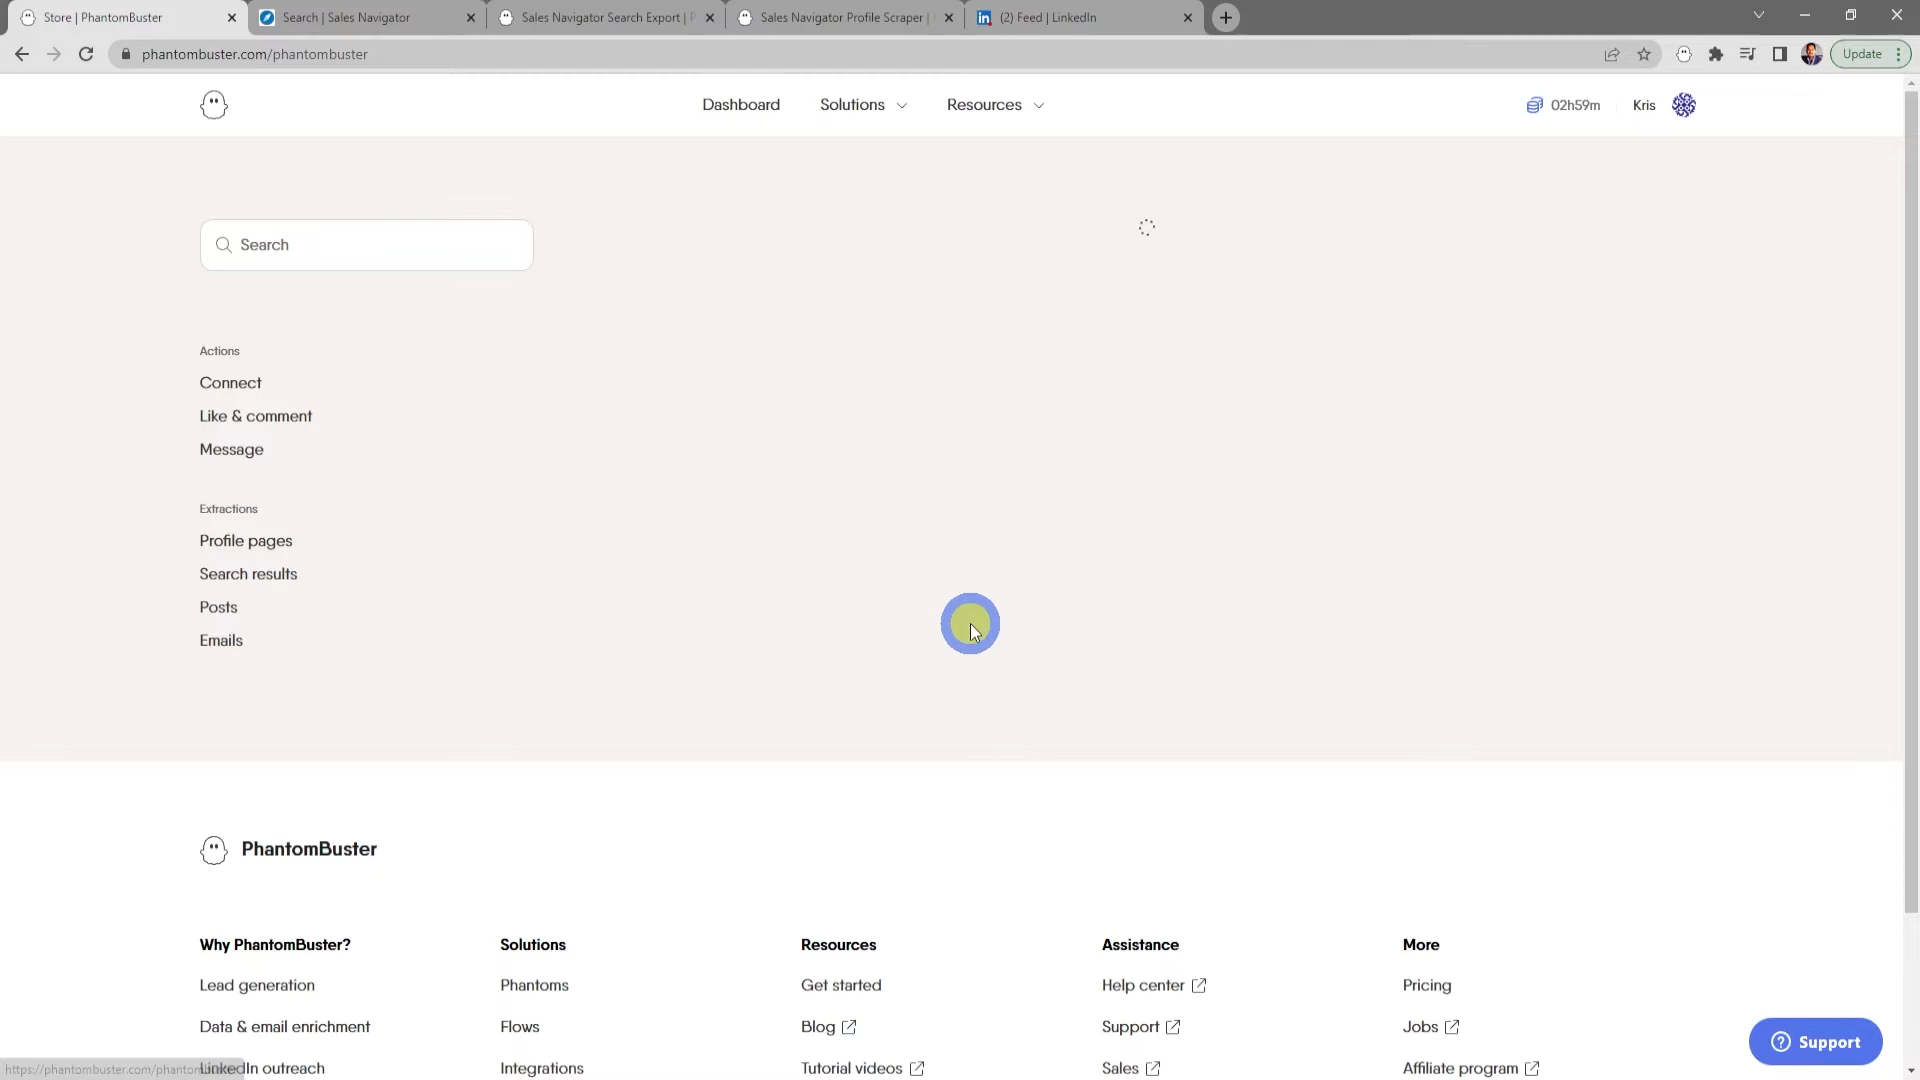 Store | PhantomBuster
Search | Sales Navigator
Sales Navigator Search Export | P
Sales Navigator Profile Scraper |
in (2) Feed | LinkedIn
phantombuster.com/phantombuster
Update
Dashboard
Solutions
Resources
02h59m
Kris
Search
Actions
Connect
Like & comment
Message
Extractions
Profile pages
Search results
Posts
Emails
PhantomBuster
Why PhantomBuster?
Solutions
Resources
Assistance
More
Lead generation
Phantoms
Get started
Help center
Pricing
Data & email enrichment
Flows
Blog
Support
Jobs
Support
LinkedIn outreach
Integrations
Tutorial videos
Sales
Affiliate program